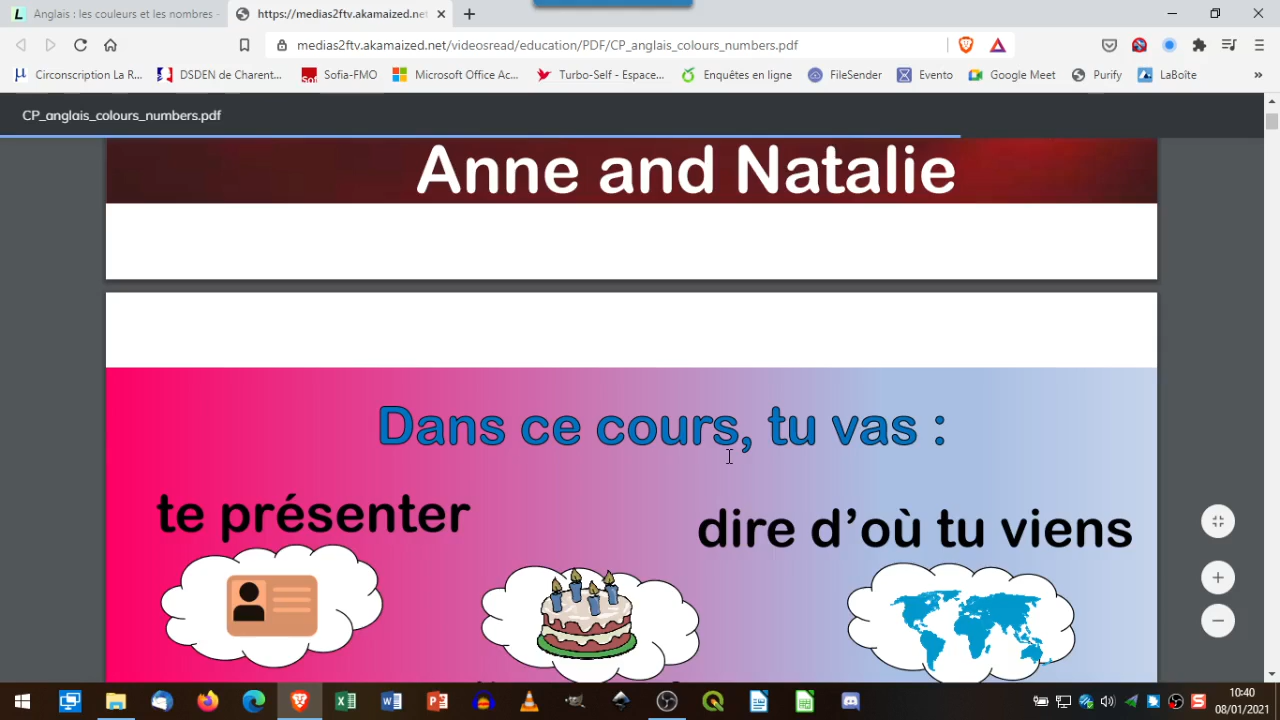 Anglais : les couleurs et les nombres -
https://medias2ftv.akamaized.net/
medias2ftv.akamaized.net/videosread/education/PDF/CP_anglais_colours_numbers.pdf
Circonscription La R... DSDEN de Charent... Sofia-FMO Microsoft Office Ac... Turbo-Self - Espace... Enquêtes en ligne FileSender Evento Google Meet Purify LaBoîte »
CP_anglais_colours_numbers.pdf
Anne and Natalie
Dans ce cours, tu vas :
te présenter
dire d’où tu viens
10:40
08/01/2021